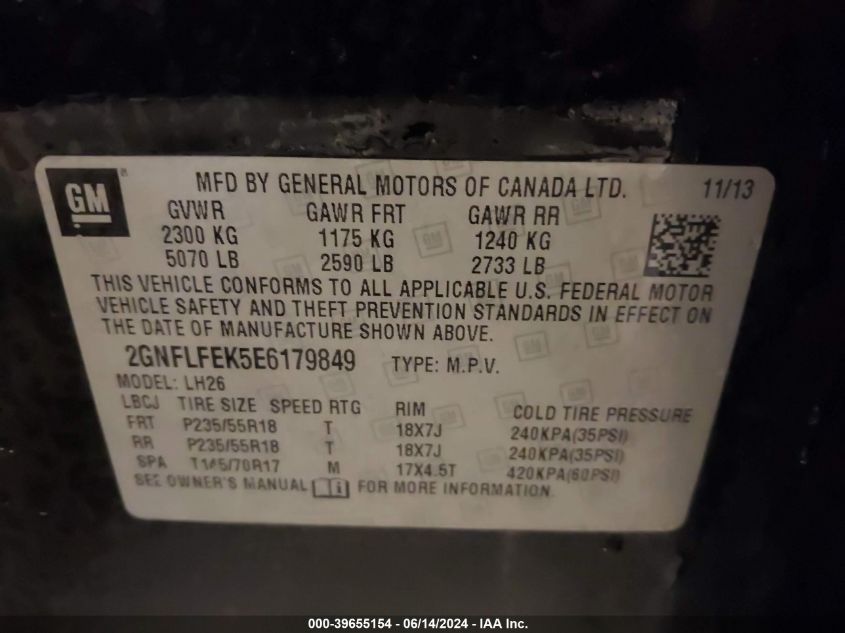 GM ® MFD BY GENERAL MOTORS OF CANADA LTD. 11/13
GVWR GAWR FRT GAWR RR
2300 KG 1175 KG 1240 KG
5070 LB 2590 LB 2733 LB
THIS VEHICLE CONFORMS TO ALL APPLICABLE U.S. FEDERAL MOTOR
VEHICLE SAFETY AND THEFT PREVENTION STANDARDS IN EFFECT ON
THE DATE OF MANUFACTURE SHOWN ABOVE.
2GNFLFEK5E6179849 TYPE: M.P.V.
MODEL: LH26
LBCJ TIRE SIZE SPEED RTG RIM COLD TIRE PRESSURE
FRT P235/55R18 T 18X7J 240KPA(35PSI)
RR P235/55R18 T 18X7J 240KPA(35PSI)
SPA T145/70R17 M 17X4.5T 420KPA(60PSI)
SEE OWNER'S MANUAL FOR MORE INFORMATION.
000-39655154 - 06/14/2024 - IAA Inc.